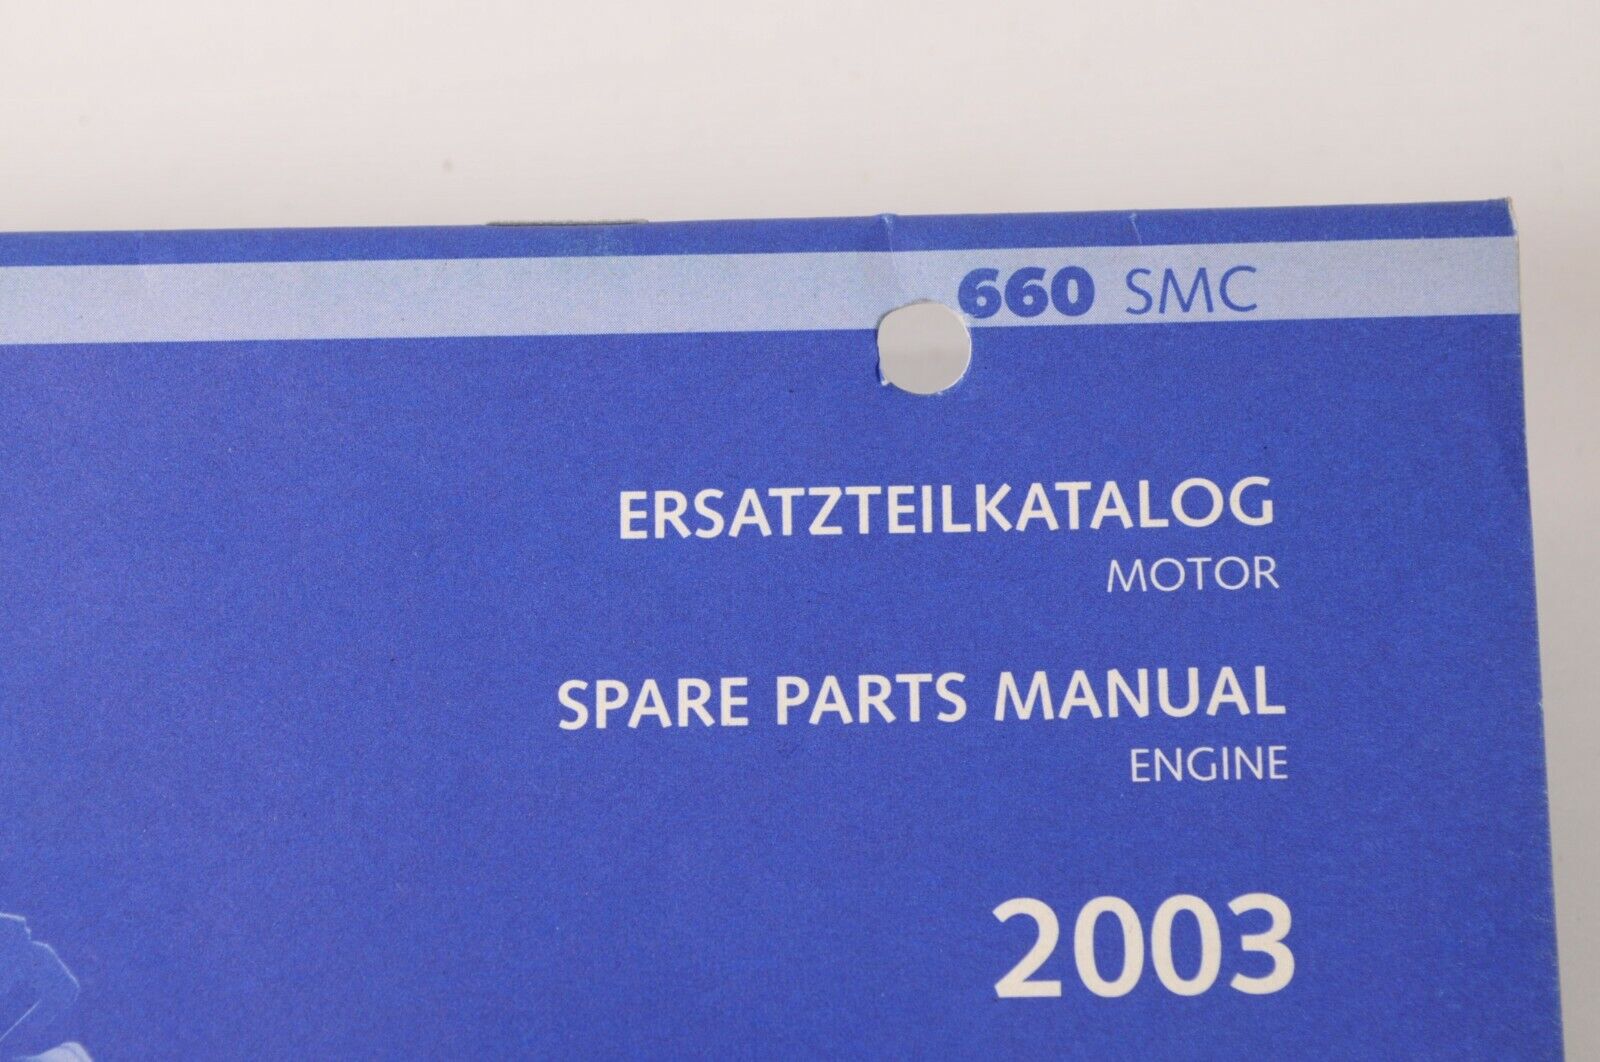 660 SMC
ERSATZTEILKATALOG
MOTOR
SPARE PARTS MANUAL
ENGINE
2003